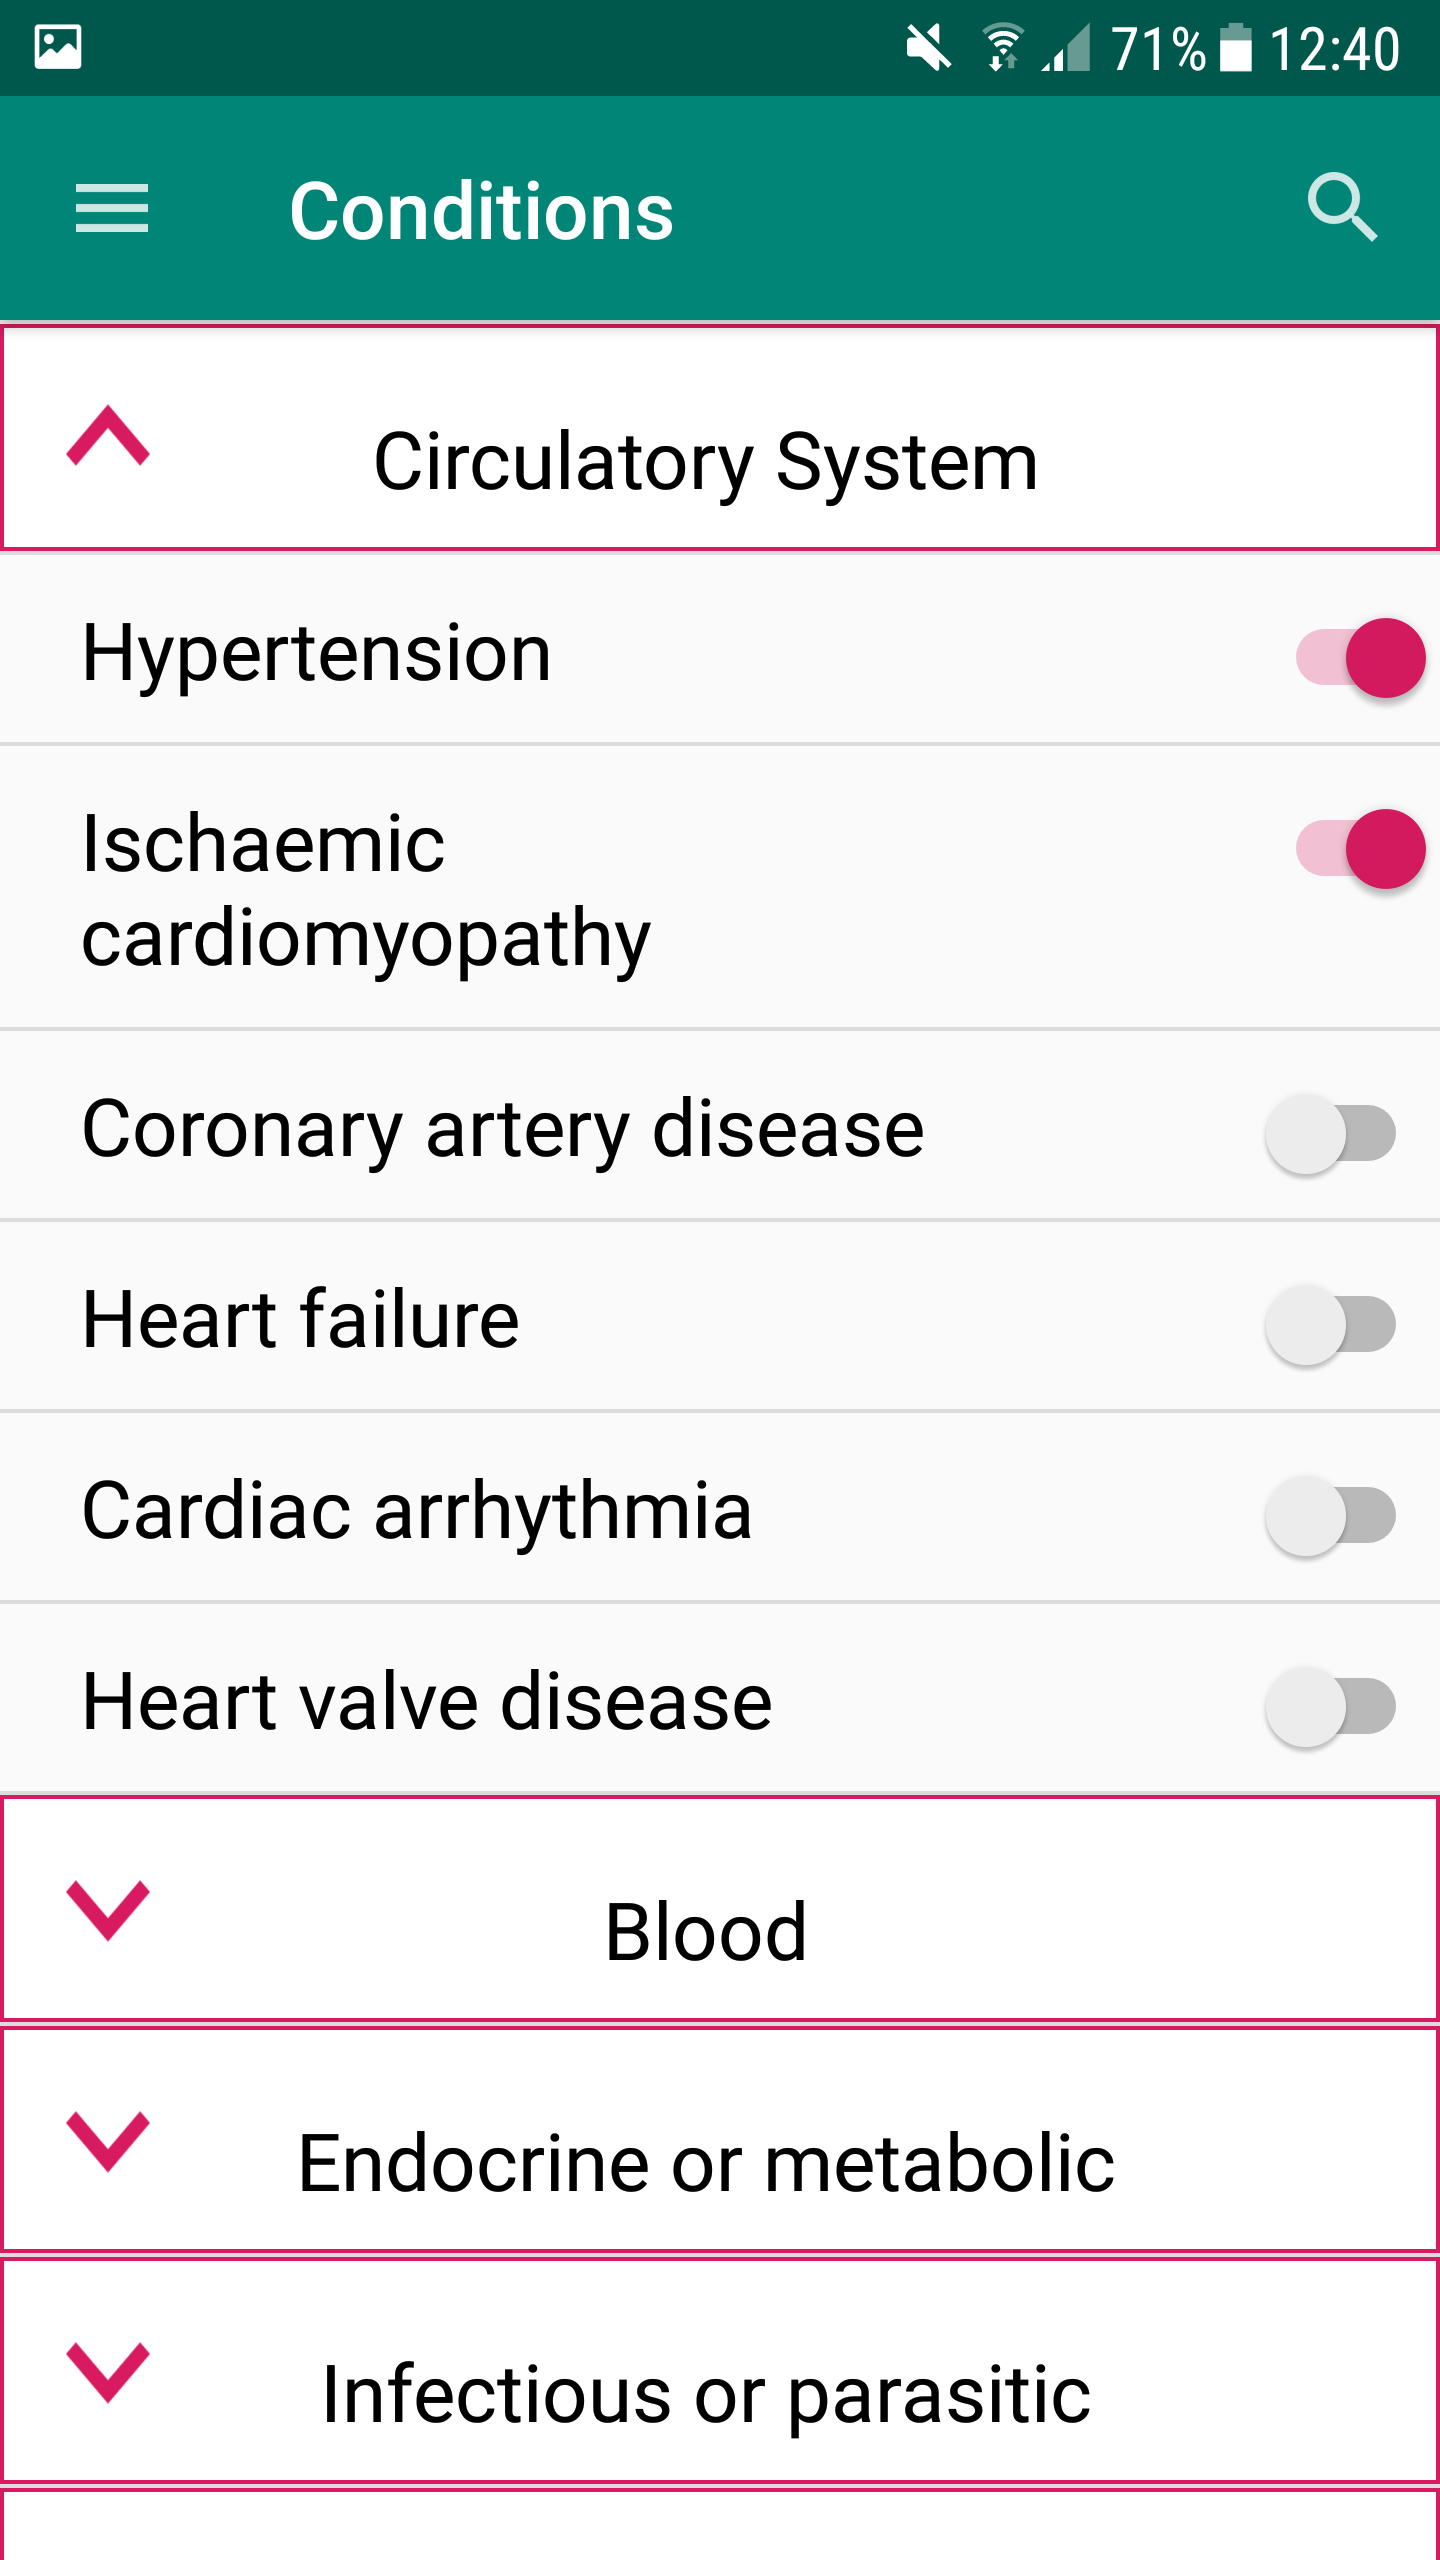 71% 12:40
Conditions
Circulatory System
Hypertension
Ischaemic
cardiomyopathy
Coronary artery disease
Heart failure
Cardiac arrhythmia
Heart valve disease
Blood
Endocrine or metabolic
Infectious or parasitic